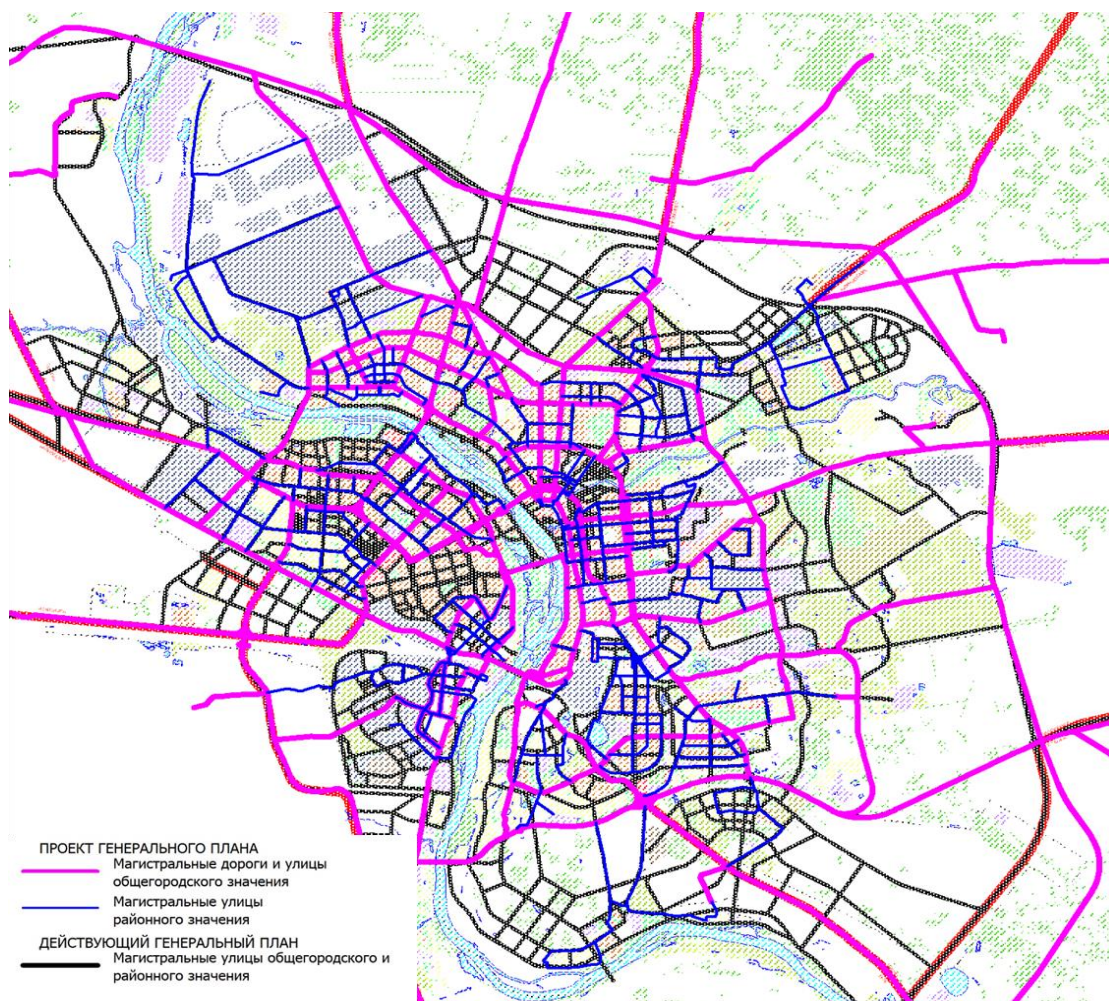 ПРОЕКТ ГЕНЕРАЛЬНОГО ПЛАНА
Магистральные дороги и улицы
общегородского значения
Магистральные улицы
районного значения
ДЕЙСТВУЮЩИЙ ГЕНЕРАЛЬНЫЙ ПЛАН
Магистральные улицы общегородского и
районного значения